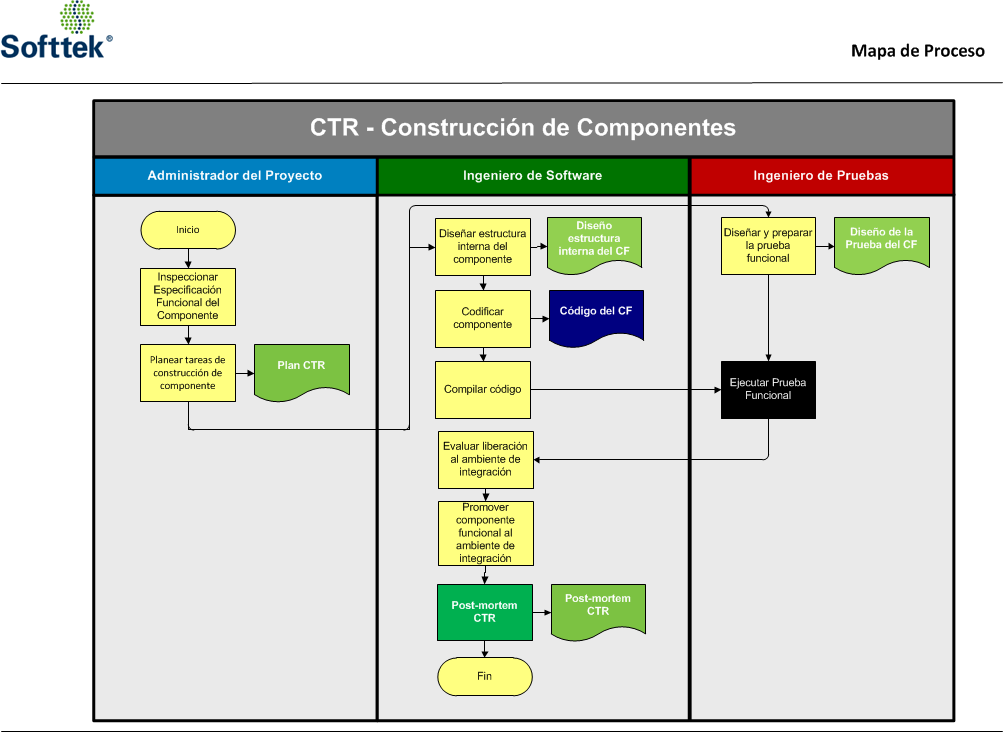 Softtek®
Mapa de Proceso
CTR - Construcción de Componentes
Administrador del Proyecto
Ingeniero de Software
Ingeniero de Pruebas
Inicio
Inspeccionar
Especificación
Funcional del
Componente
Planear tareas de
construcción de
componente
Plan CTR
Diseñar estructura
interna del
componente
Diseño
estructura
interna del CF
Codificar
componente
Código del CF
Compilar código
Evaluar liberación
al ambiente de
integración
Promover
componente
funcional al
ambiente de
integración
Post-mortem
CTR
Post-mortem
CTR
Fin
Diseñar y preparar
la prueba
funcional
Diseño de la
Prueba del CF
Ejecutar Prueba
Funcional